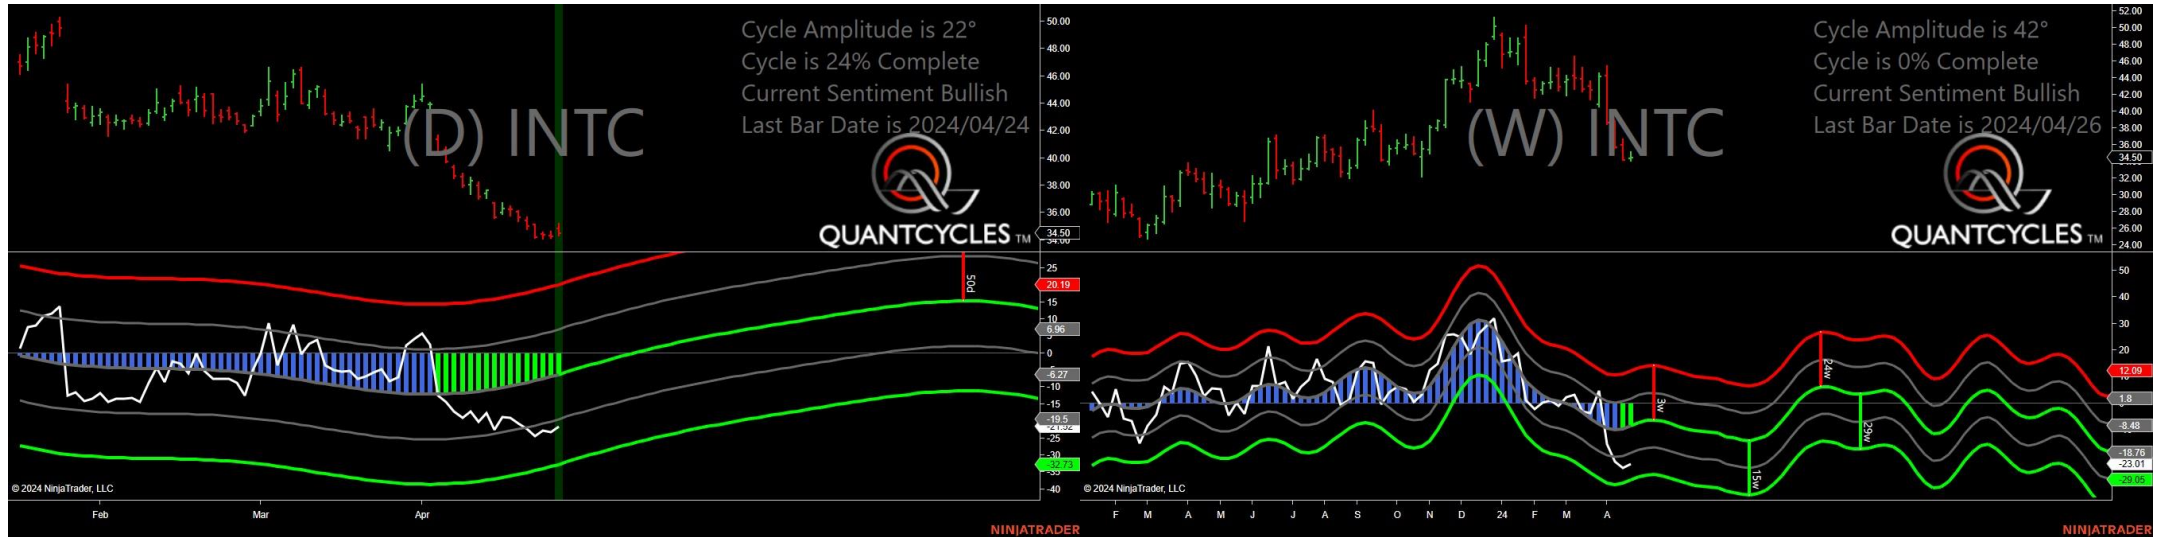 Cycle Amplitude is 22°
Cycle is 24% Complete
Current Sentiment Bullish
Last Bar Date is 2024/04/24
(D) INTC
QUANTCYCLES TM
50.00
48.00
46.00
44.00
42.00
40.00
38.00
36.00
34.50
34.00
50d
25
20.19
15
10
6.96
0
-6.27
-10
-15
-19.5
-21.52
-25
-30
-32.73
-35
-40
© 2024 NinjaTrader, LLC
Feb Mar Apr
NINJATRADER
Cycle Amplitude is 42°
Cycle is 0% Complete
Current Sentiment Bullish
Last Bar Date is 2024/04/26
(W) INTC
QUANTCYCLES TM
52.00
50.00
48.00
46.00
44.00
42.00
40.00
38.00
36.00
34.50
32.00
30.00
28.00
26.00
24.00
3w
24w
15w
29w
50
40
30
20
12.09
1.8
-8.48
-18.76
-23.01
-29.05
© 2024 NinjaTrader, LLC
F M A M J J A S O N D 24 F M A
NINJATRADER